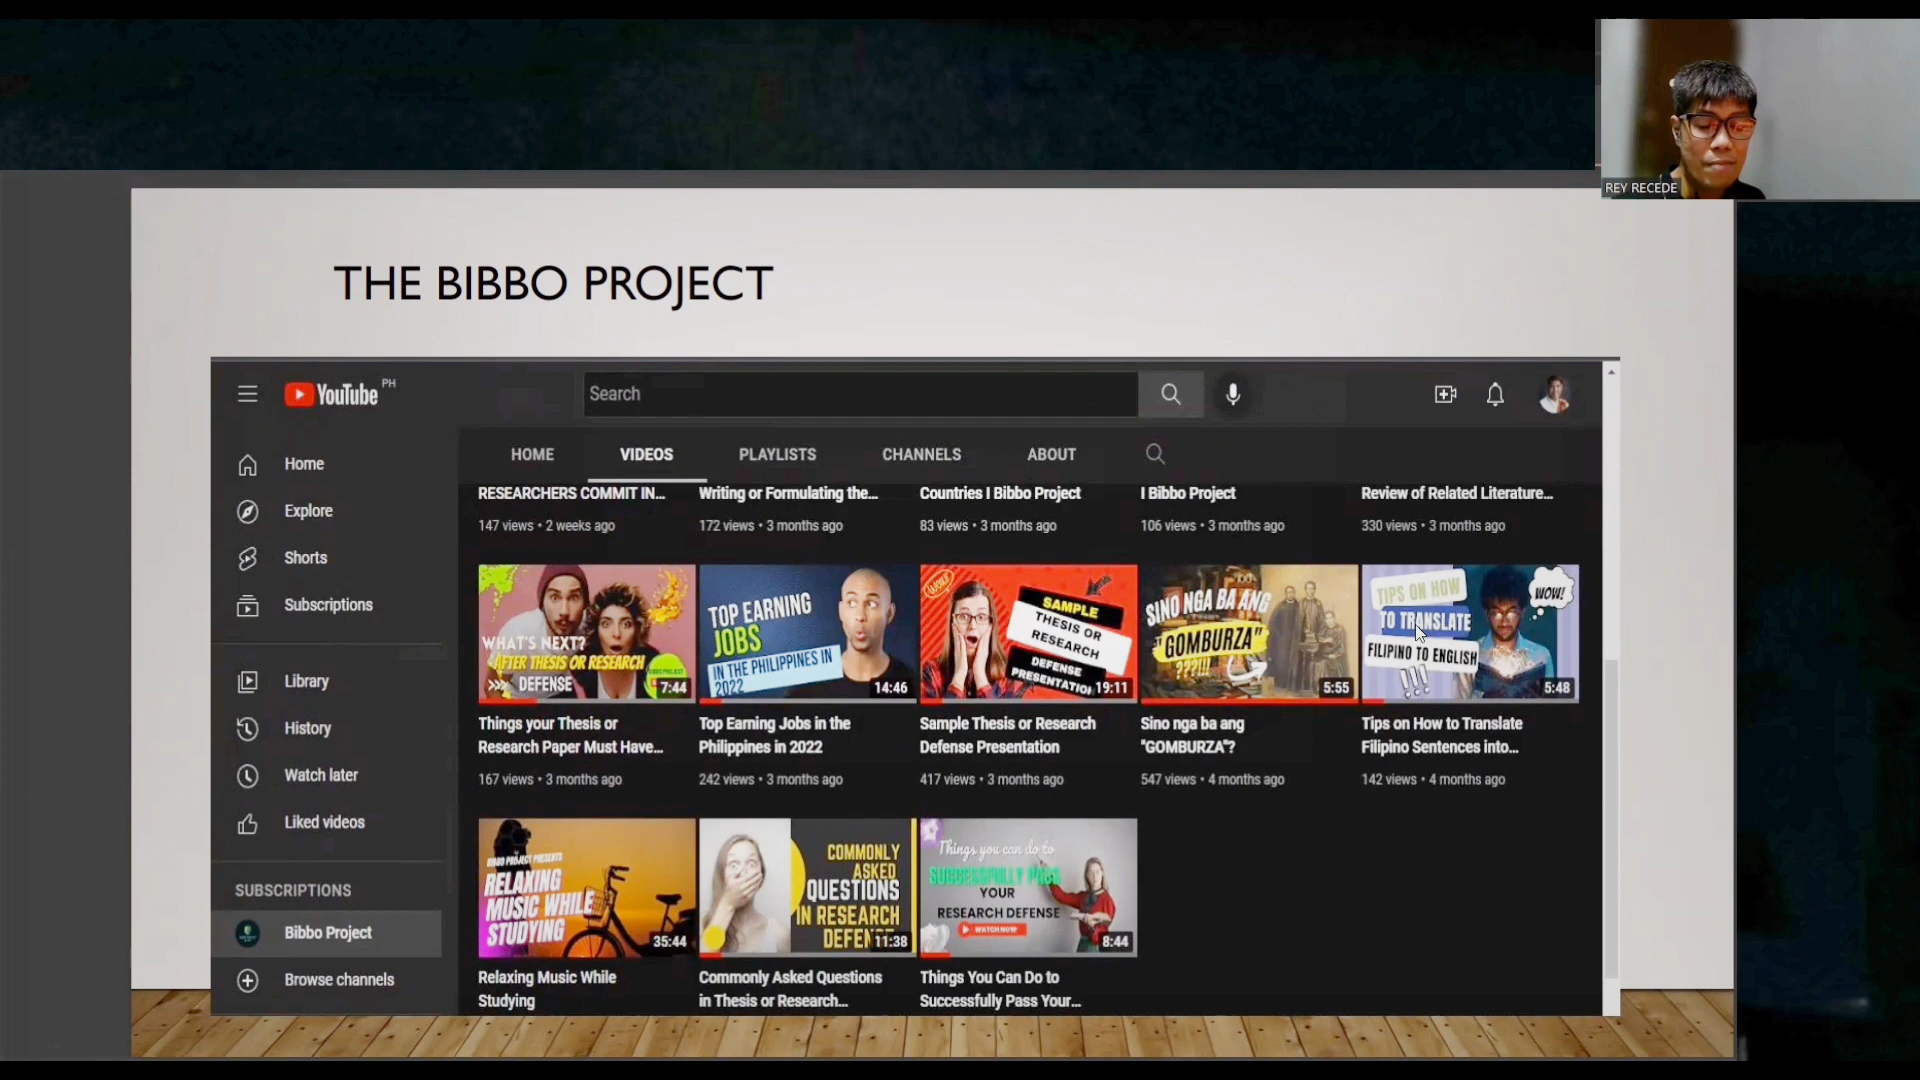 REY RECEDE
THE BIBBO PROJECT
YouTube PH
Search
Home
Explore
Shorts
Subscriptions
Library
History
Watch later
Liked videos
SUBSCRIPTIONS
Bibbo Project
Browse channels
HOME
VIDEOS
PLAYLISTS
CHANNELS
ABOUT
RESEARCHERS COMMIT IN...
147 views • 2 weeks ago
Writing or Formulating the...
172 views • 3 months ago
Countries I Bibbo Project
83 views • 3 months ago
I Bibbo Project
106 views • 3 months ago
Review of Related Literature...
330 views • 3 months ago
WHAT'S NEXT?
AFTER THESIS OR RESEARCH
>>> DEFENSE
7:44
Things your Thesis or
Research Paper Must Have...
167 views • 3 months ago
TOP EARNING
JOBS
IN THE PHILIPPINES IN
2022
14:46
Top Earning Jobs in the
Philippines in 2022
242 views • 3 months ago
SAMPLE
THESIS OR
RESEARCH
DEFENSE
PRESENTATION
19:11
Sample Thesis or Research
Defense Presentation
417 views • 3 months ago
SINO NGA BA ANG
GOMBURZA"
???!!!
5:55
Sino nga ba ang
"GOMBURZA"?
547 views • 4 months ago
TIPS ON HOW
TO TRANSLATE
FILIPINO TO ENGLISH
!!!
WOW!
5:48
Tips on How to Translate
Filipino Sentences into...
142 views • 4 months ago
BIBBO PROJECT PRESENTS
RELAXING
MUSIC WHILE
STUDYING
35:44
Relaxing Music While
Studying
COMMONLY
ASKED
QUESTIONS
IN RESEARCH
DEFENSE
11:38
Commonly Asked Questions
in Thesis or Research...
Things you can do to
SUCCESSFULLY PASS
YOUR
RESEARCH DEFENSE
WATCH NOW
8:44
Things You Can Do to
Successfully Pass Your...